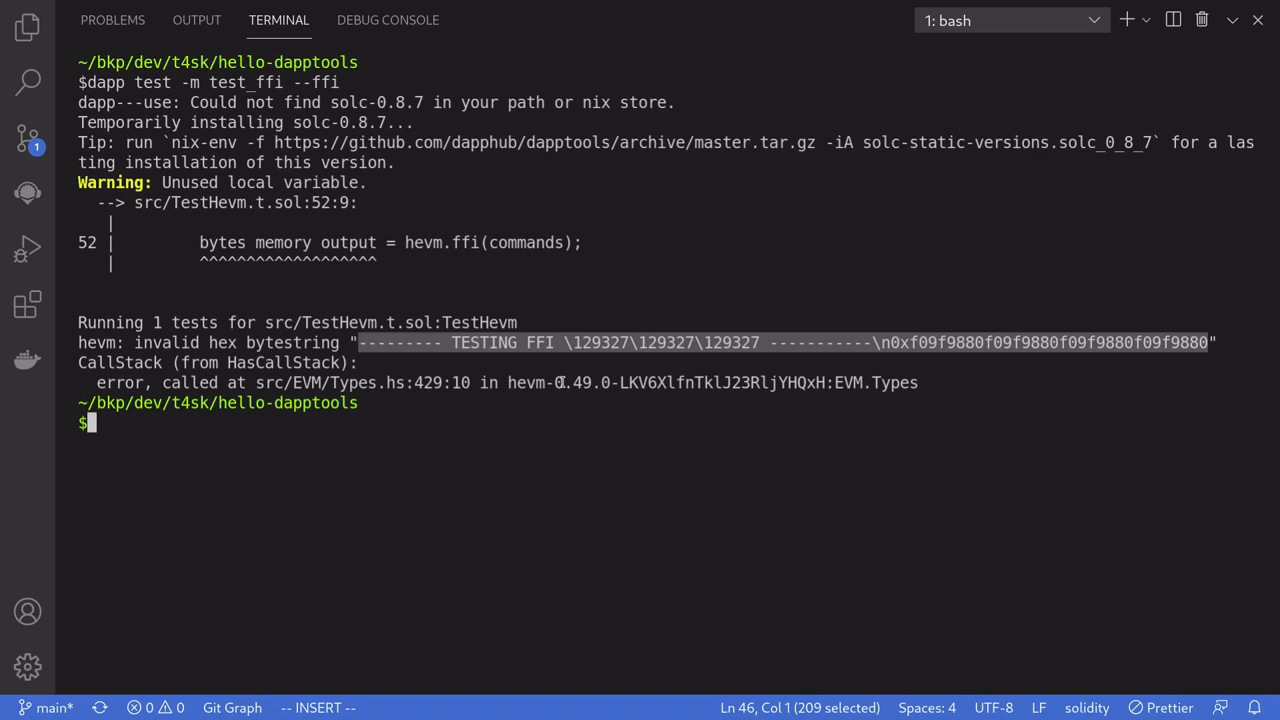 PROBLEMS OUTPUT TERMINAL DEBUG CONSOLE 1: bash
~/bkp/dev/t4sk/hello-dapptools
$dapp test -m test_ffi --ffi
dapp---use: Could not find solc-0.8.7 in your path or nix store.
Temporarily installing solc-0.8.7...
Tip: run `nix-env -f https://github.com/dapphub/dapptools/archive/master.tar.gz -iA solc-static-versions.solc_0_8_7` for a las
ting installation of this version.
Warning: Unused local variable.
--> src/TestHevm.t.sol:52:9:
|
52 | bytes memory output = hevm.ffi(commands);
| ^^^^^^^^^^^^^^^^^^^
Running 1 tests for src/TestHevm.t.sol:TestHevm
hevm: invalid hex bytestring "--------- TESTING FFI \129327\129327\129327 -----------\n0xf09f9880f09f9880f09f9880f09f9880"
CallStack (from HasCallStack):
error, called at src/EVM/Types.hs:429:10 in hevm-0.49.0-LKV6XlfnTklJ23RljYHQxH:EVM.Types
~/bkp/dev/t4sk/hello-dapptools
$
1
main* 0 0 Git Graph -- INSERT -- Ln 46, Col 1 (209 selected) Spaces: 4 UTF-8 LF solidity Prettier